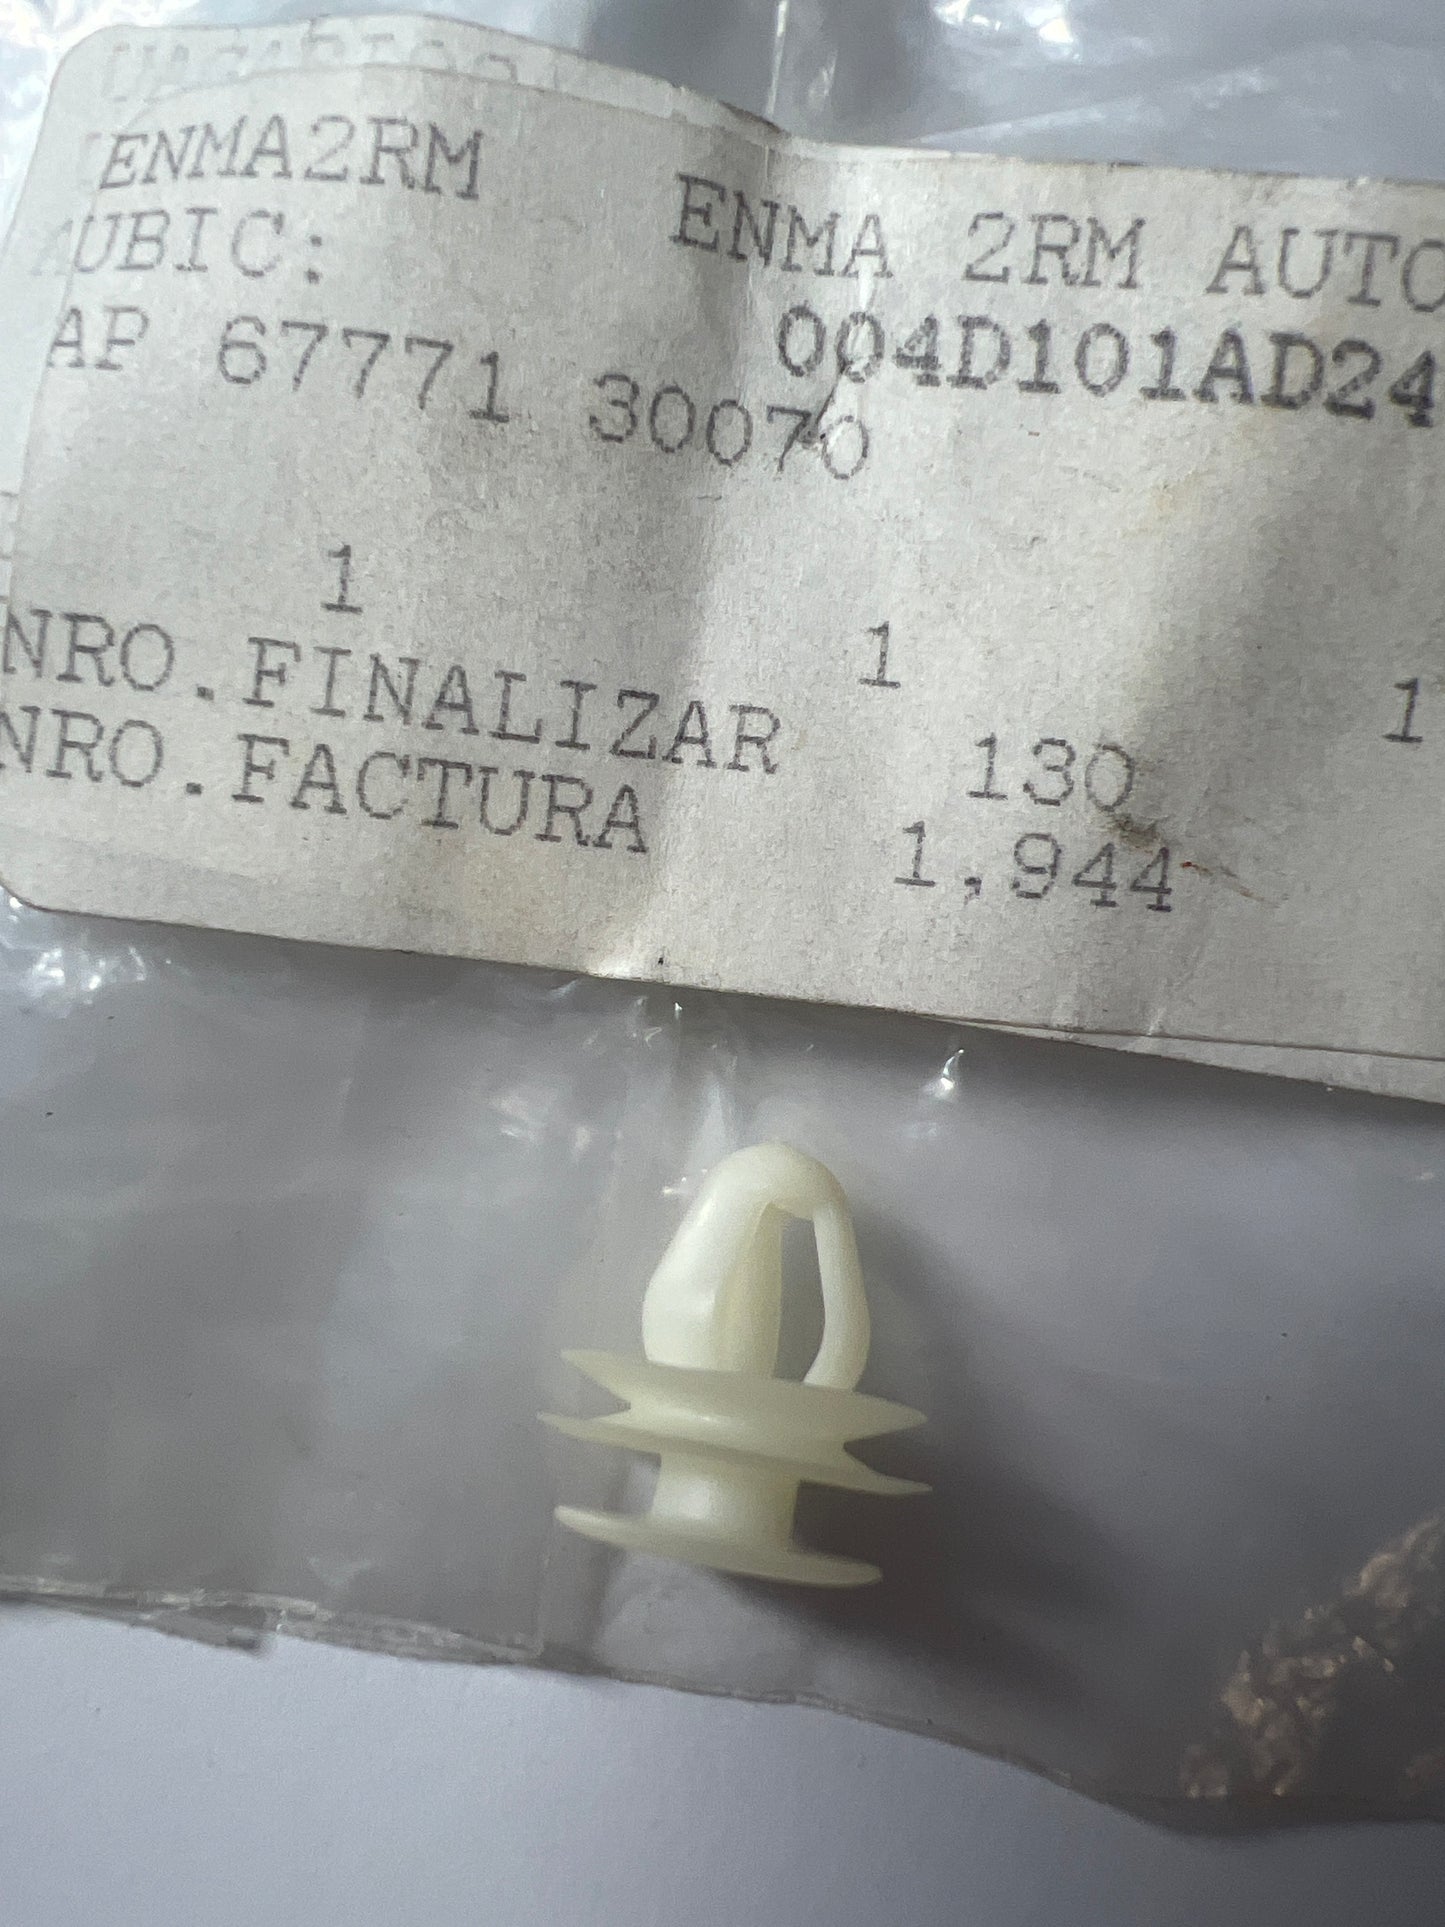 ENMA2RM ENMA 2RM AUTO
UBIC: 004D101AD24
AP 67771 30070
1 1 1
NRO.FINALIZAR 130
NRO.FACTURA 1,944